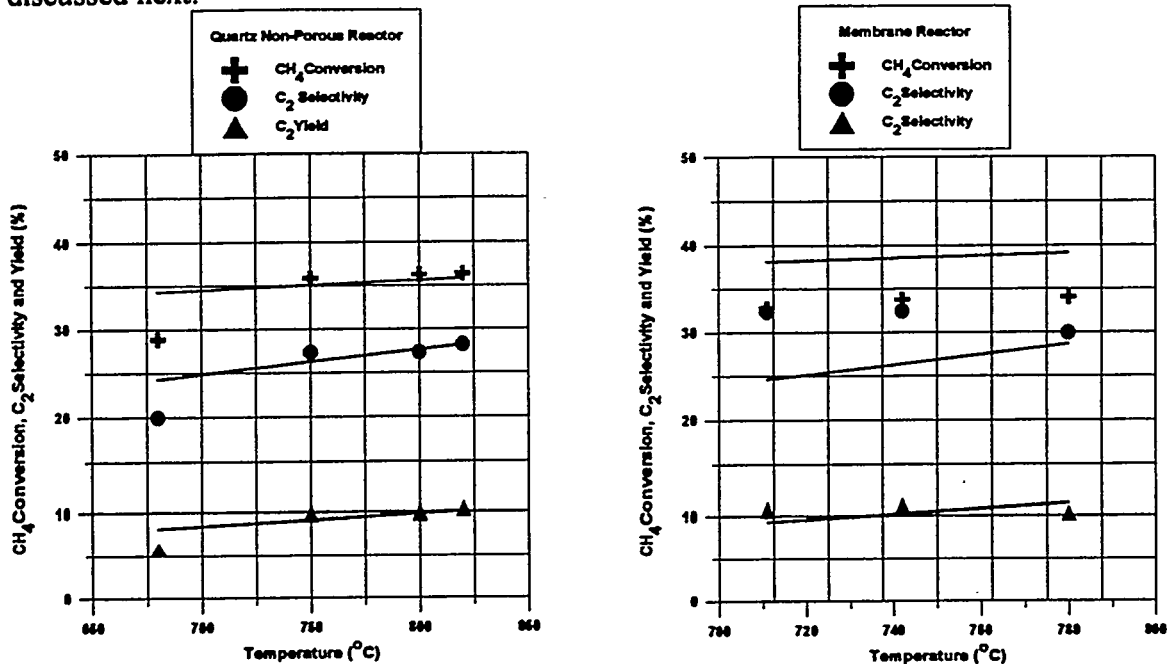 Quartz Non-Porous Reactor
CH4 Conversion
C2 Selectivity
C2 Yield
CH4 Conversion, C2 Selectivity and Yield (%)
50
40
30
20
10
0
650
700
750
800
850
Temperature (°C)
Membrane Reactor
CH4 Conversion
C2 Selectivity
C2 Selectivity
CH4 Conversion, C2 Selectivity and Yield (%)
50
40
30
20
10
0
700
720
740
760
780
800
Temperature (°C)